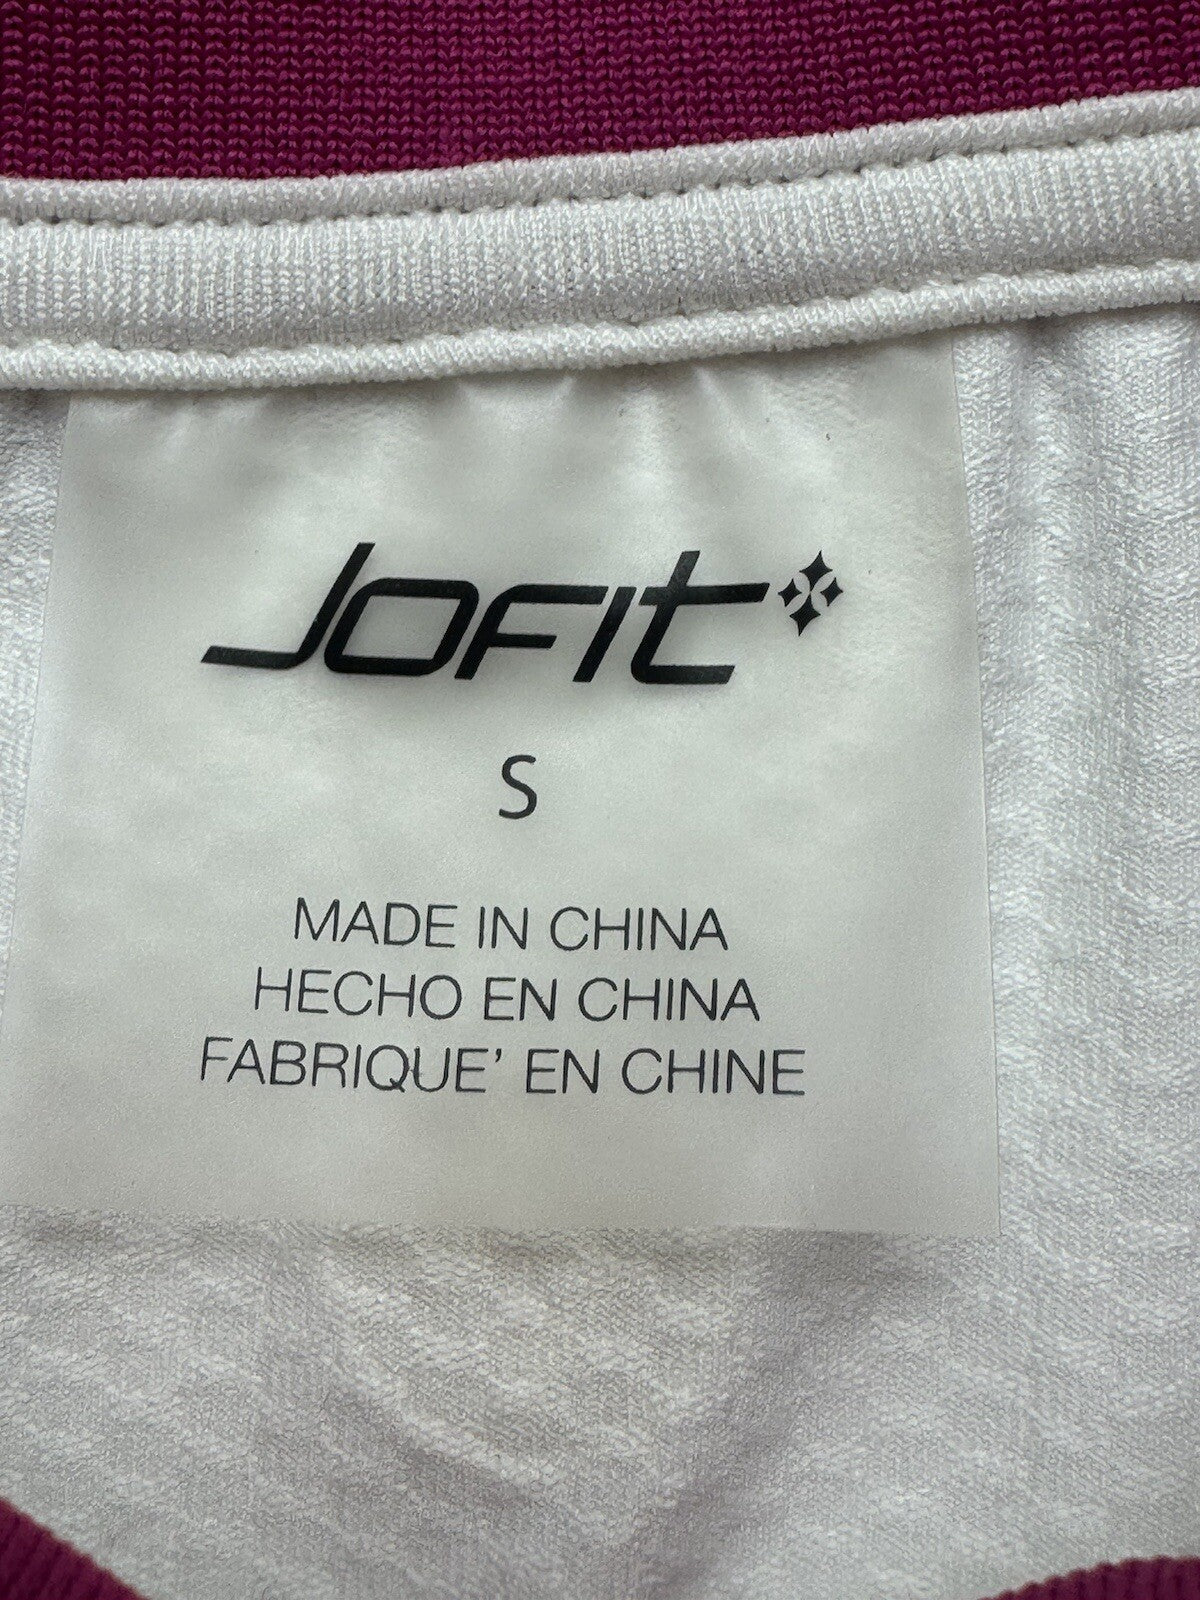 JOFIT
S
MADE IN CHINA
HECHO EN CHINA
FABRIQUE' EN CHINE